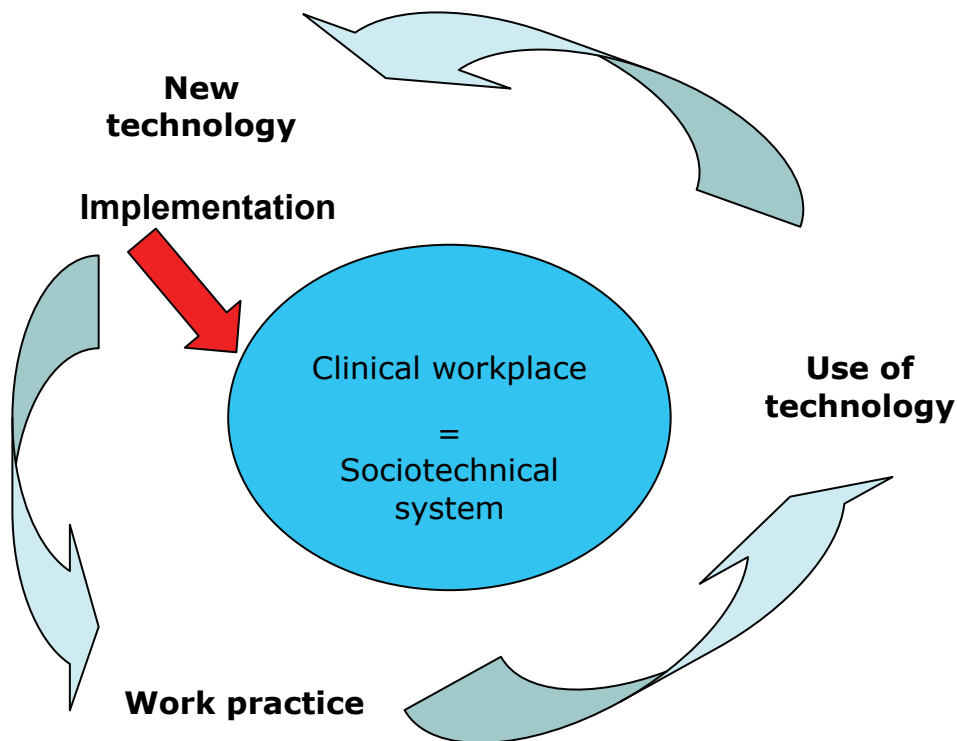 New
technology
Implementation
Clinical workplace
=
Sociotechnical
system
Use of
technology
Work practice